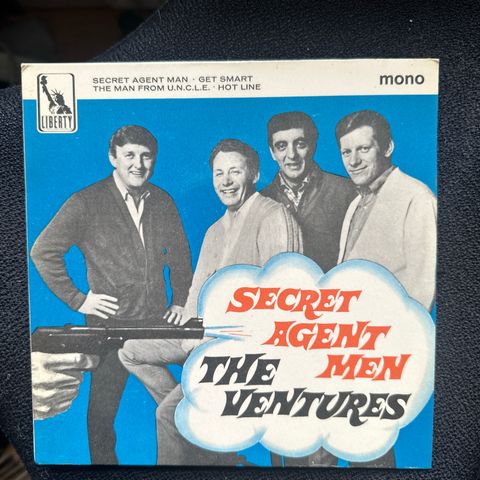 SECRET AGENT MAN · GET SMART
THE MAN FROM U.N.C.L.E. · HOT LINE
mono
LIBERTY
SECRET
AGENT
MEN
THE
VENTURES